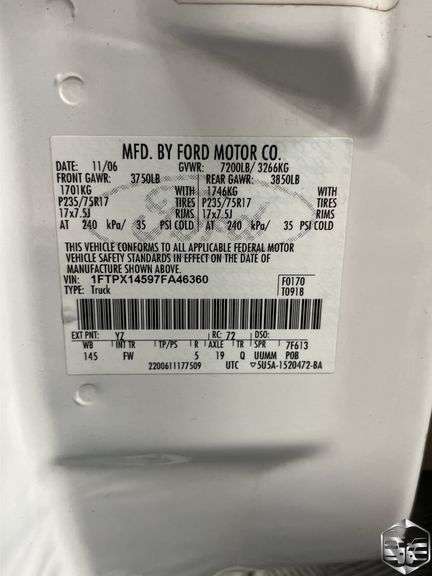 MFD. BY FORD MOTOR CO.
DATE: 11/06 GVWR: 7200LB/ 3266KG
FRONT GAWR: 3750LB REAR GAWR: 3850LB
1701KG WITH 1746KG WITH
P235/75R17 TIRES P235/75R17 TIRES
17x7.5J RIMS 17x7.5J RIMS
AT 240 kPa/ 35 PSI COLD AT 240 kPa/ 35 PSI COLD
THIS VEHICLE CONFORMS TO ALL APPLICABLE FEDERAL MOTOR
VEHICLE SAFETY STANDARDS IN EFFECT ON THE DATE OF
MANUFACTURE SHOWN ABOVE.
VIN: 1FTPX14597FA46360 F0170
TYPE: Truck T0918
EXT PNT: YZ RC: 72 DSO:
WB INT TR TP/PS R AXLE TR SPR 7F613
145 FW 5 19 Q UUMM POB
2200611177509 UTC ▽5U5A-1520472-BA
Ford